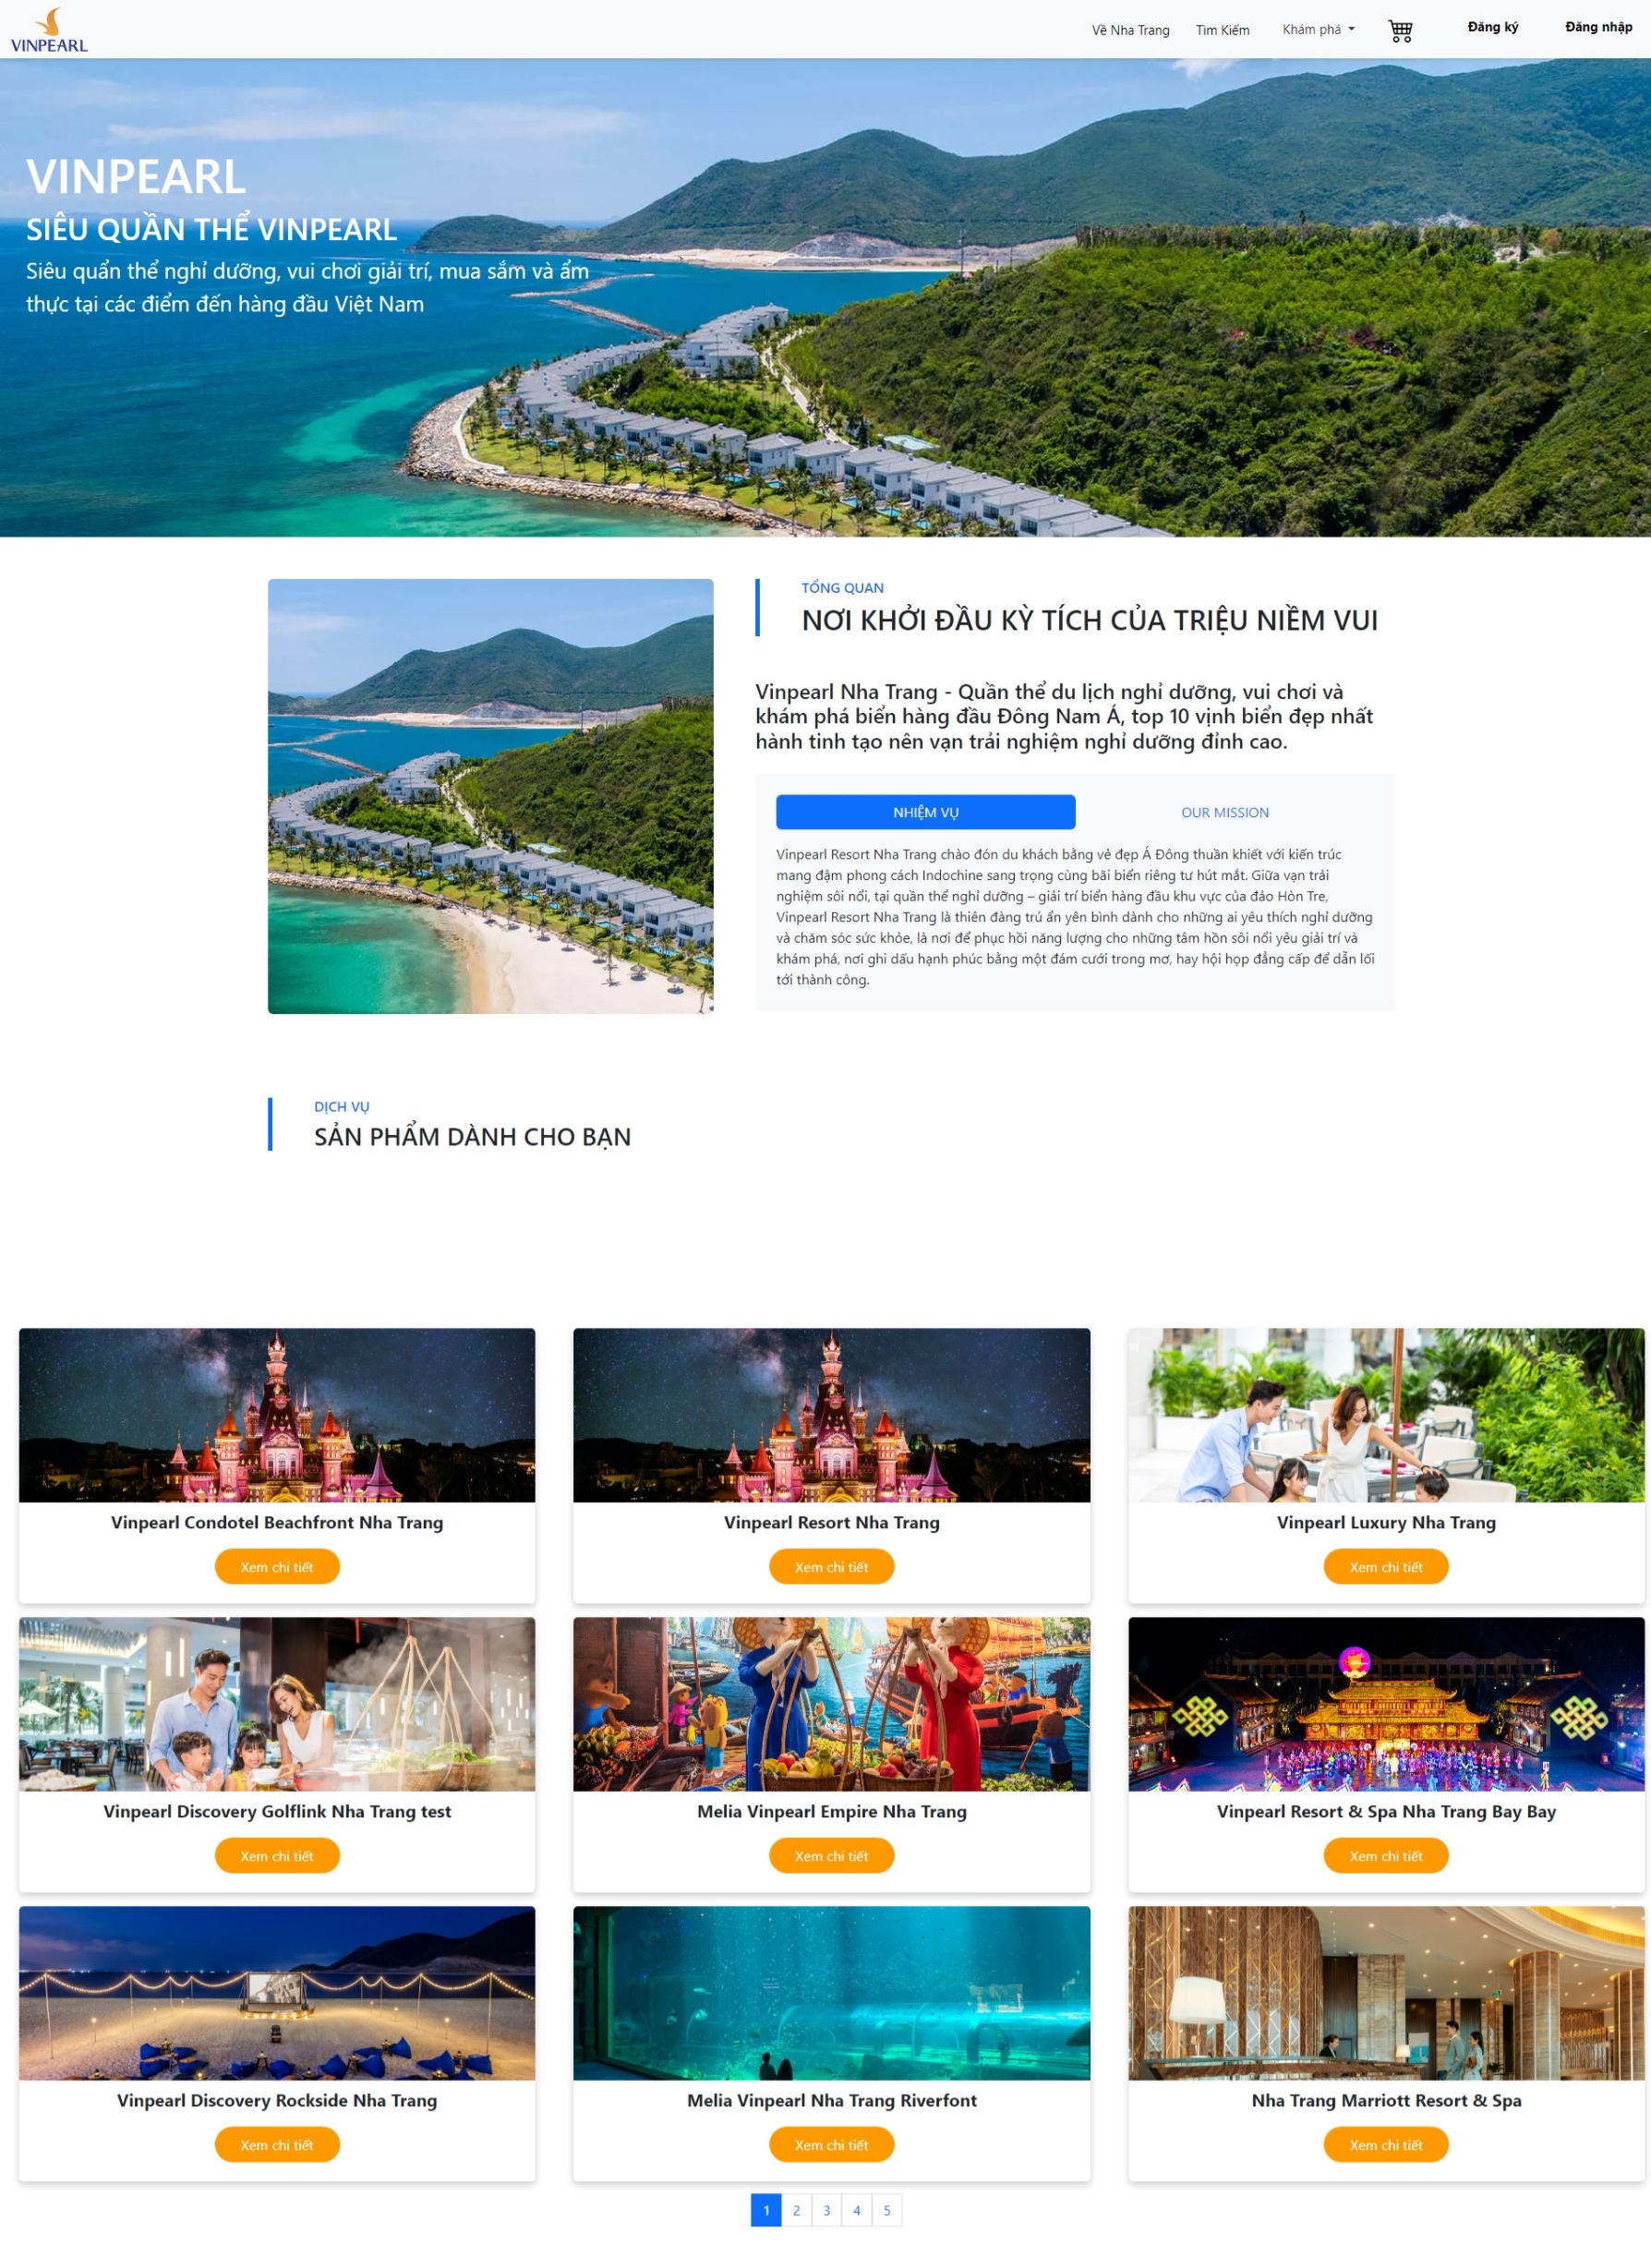 VINPEARL
Về Nha Trang
Tìm Kiếm
Khám phá
Đăng ký
Đăng nhập
VINPEARL
SIÊU QUẦN THỂ VINPEARL
Siêu quẩn thể nghỉ dưỡng, vui chơi giải trí, mua sắm và ẩm
thực tại các điểm đến hàng đầu Việt Nam
TỔNG QUAN
NƠI KHỞI ĐẦU KỲ TÍCH CỦA TRIỆU NIỀM VUI
Vinpearl Nha Trang - Quần thể du lịch nghỉ dưỡng, vui chơi và
khám phá biển hàng đầu Đông Nam Á, top 10 vịnh biển đẹp nhất
hành tinh tạo nên vạn trải nghiệm nghỉ dưỡng đỉnh cao.
NHIỆM VỤ
OUR MISSION
Vinpearl Resort Nha Trang chào đón du khách bằng vẻ đẹp Á Đông thuần khiết với kiến trúc
mang đậm phong cách Indochine sang trọng cùng bãi biển riêng tư hút mắt. Giữa vạn trải
nghiệm sôi nổi, tại quần thể nghỉ dưỡng – giải trí biển hàng đầu khu vực của đảo Hòn Tre,
Vinpearl Resort Nha Trang là thiên đàng trú ẩn yên bình dành cho những ai yêu thích nghỉ dưỡng
và chăm sóc sức khỏe, là nơi để phục hồi năng lượng cho những tâm hồn sôi nổi yêu giải trí và
khám phá, nơi ghi dấu hạnh phúc bằng một đám cưới trong mơ, hay hội họp đẳng cấp để dẫn lối
tới thành công.
DỊCH VỤ
SẢN PHẨM DÀNH CHO BẠN
Vinpearl Condotel Beachfront Nha Trang
Xem chi tiết
Vinpearl Resort Nha Trang
Xem chi tiết
Vinpearl Luxury Nha Trang
Xem chi tiết
Vinpearl Discovery Golflink Nha Trang test
Xem chi tiết
Melia Vinpearl Empire Nha Trang
Xem chi tiết
Vinpearl Resort & Spa Nha Trang Bay Bay
Xem chi tiết
Vinpearl Discovery Rockside Nha Trang
Xem chi tiết
Melia Vinpearl Nha Trang Riverfont
Xem chi tiết
Nha Trang Marriott Resort & Spa
Xem chi tiết
1 2 3 4 5